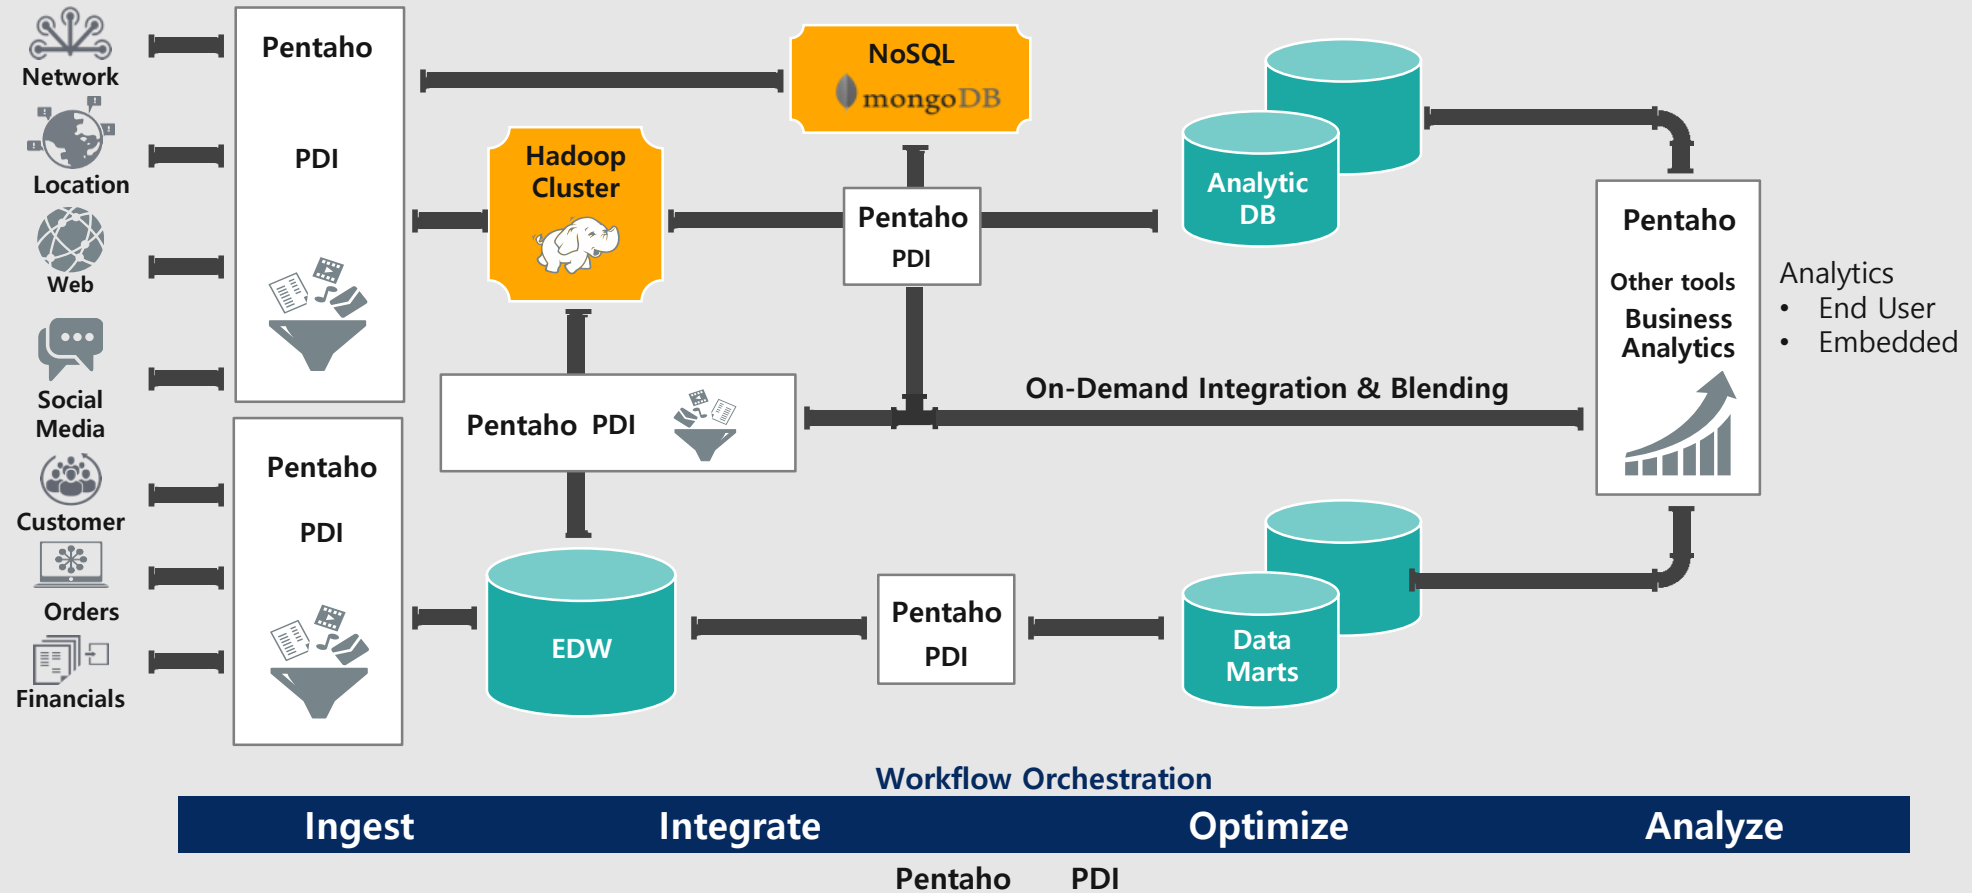 Network
Location
Web
Social
Media
Customer
Orders
Financials
Pentaho
PDI
Pentaho
PDI
NoSQL
mongoDB
Hadoop
Cluster
Pentaho
PDI
Pentaho PDI
EDW
Pentaho
PDI
Analytic
DB
On-Demand Integration & Blending
Data
Marts
Pentaho
Other tools
Business
Analytics
Analytics
• End User
• Embedded
Workflow Orchestration
Ingest Integrate Optimize Analyze
Pentaho PDI